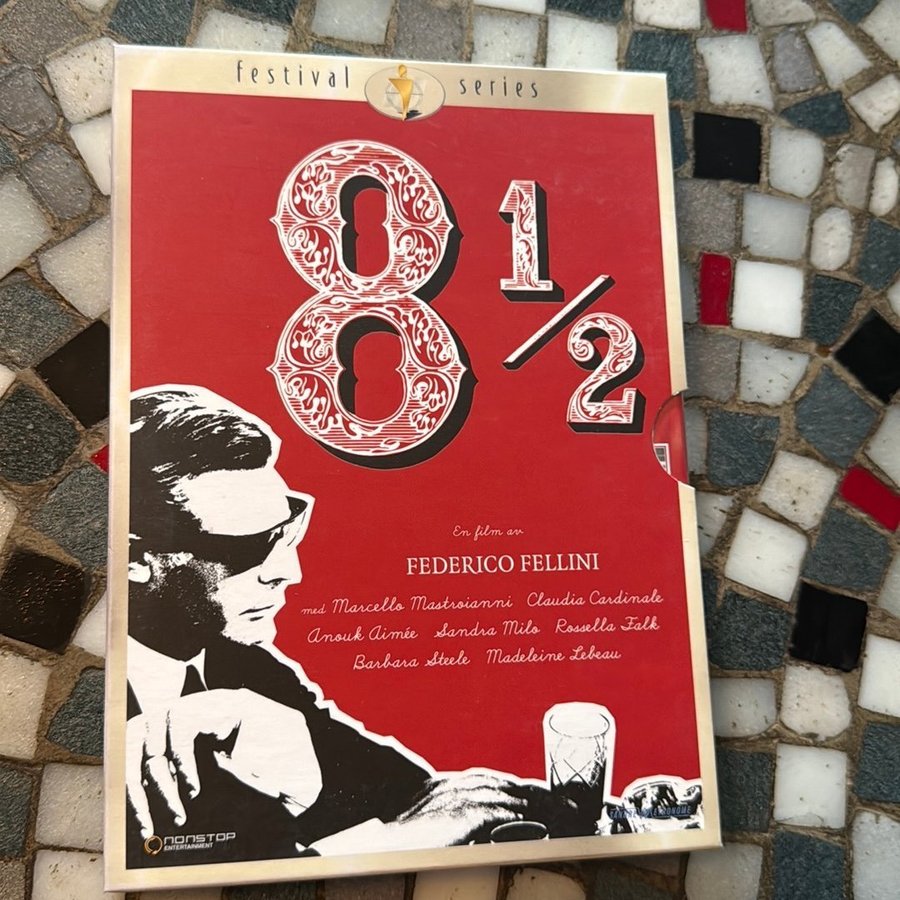 festival series
8 1/2
En film av
FEDERICO FELLINI
med Marcello Mastroianni Claudia Cardinale
Anouk Aimée Sandra Milo Rossella Falk
Barbara Steele Madeleine Lebeau
NONSTOP
ENTERTAINMENT